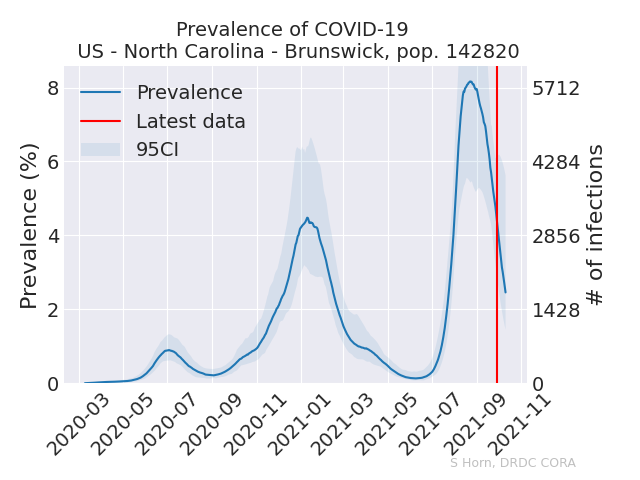 Prevalence of COVID-19
US - North Carolina - Brunswick, pop. 142820
Prevalence
Latest data
95CI
Prevalence (%)
8
6
4
2
0
5712
4284
2856
1428
0
# of infections
2020-03
2020-05
2020-07
2020-09
2020-11
2021-01
2021-03
2021-05
2021-07
2021-09
2021-11
S Horn, DRDC CORA